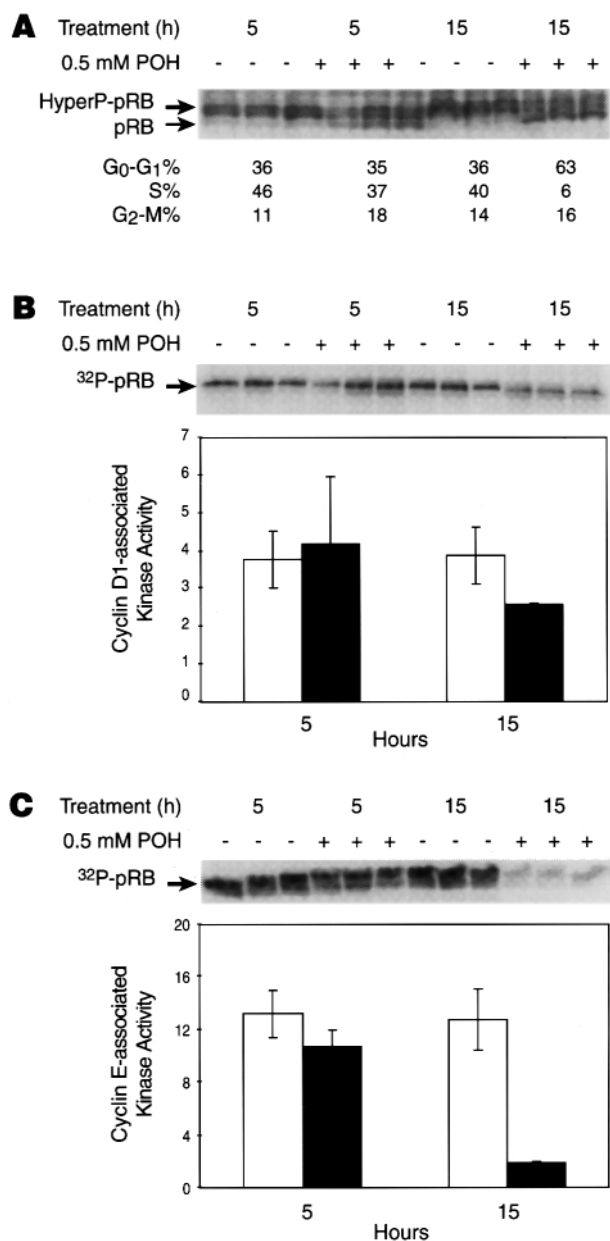 A Treatment (h) 5 5 15 15
0.5 mM POH - - - + + + - - - + + +
HyperP-pRB
pRB
G0-G1% 36 35 36 63
S% 46 37 40 6
G2-M% 11 18 14 16
B Treatment (h) 5 5 15 15
0.5 mM POH - - - + + + - - - + + +
32P-pRB
Cyclin D1-associated
Kinase Activity
7
6
5
4
3
2
1
0
5 15
Hours
C Treatment (h) 5 5 15 15
0.5 mM POH - - - + + + - - - + + +
32P-pRB
Cyclin E-associated
Kinase Activity
20
16
12
8
4
0
5 15
Hours